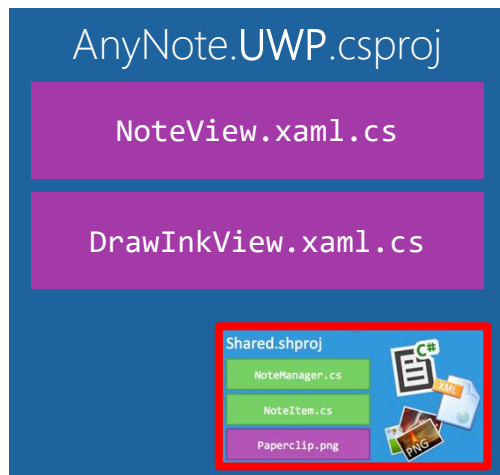 AnyNote.UWP.csproj
NoteView.xaml.cs
DrawInkView.xaml.cs
Shared.shproj
NoteManager.cs
NoteItem.cs
Paperclip.png
C#
XML
PNG